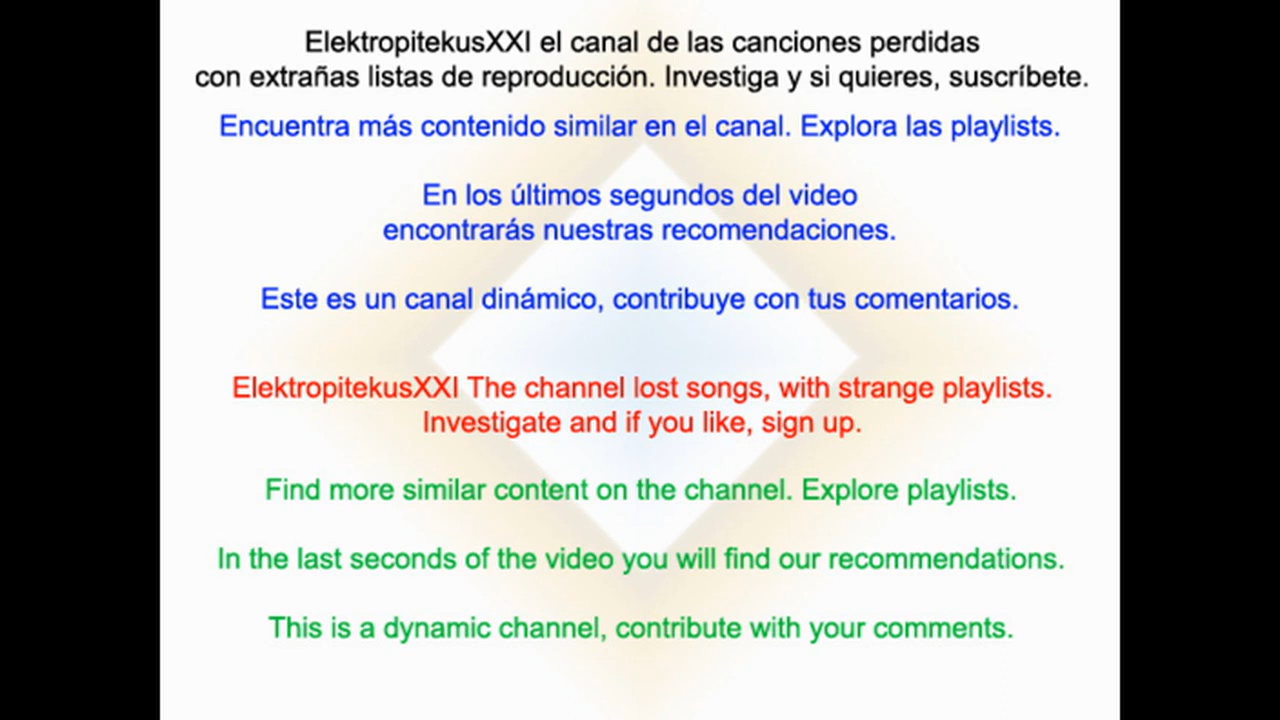 ElektropitekusXXI el canal de las canciones perdidas
con extrañas listas de reproducción. Investiga y si quieres, suscríbete.
Encuentra más contenido similar en el canal. Explora las playlists.
En los últimos segundos del video
encontrarás nuestras recomendaciones.
Este es un canal dinámico, contribuye con tus comentarios.
ElektropitekusXXI The channel lost songs, with strange playlists.
Investigate and if you like, sign up.
Find more similar content on the channel. Explore playlists.
In the last seconds of the video you will find our recommendations.
This is a dynamic channel, contribute with your comments.